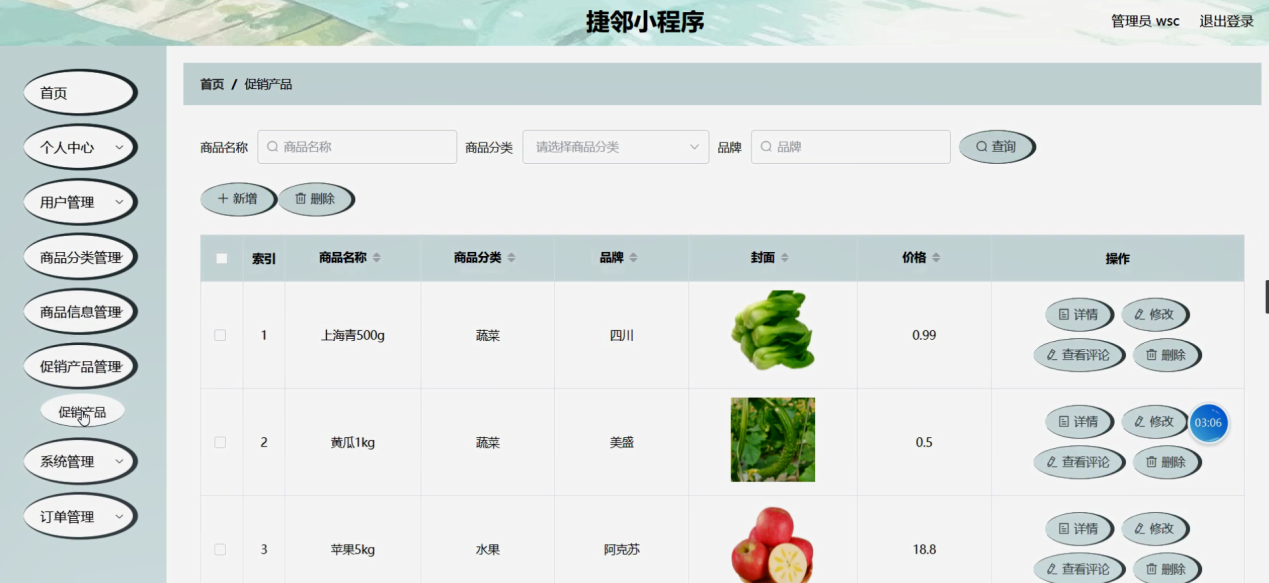 捷邻小程序
管理员 wsc 退出登录
首页
个人中心
用户管理
商品分类管理
商品信息管理
促销产品管理
促销产品
系统管理
订单管理
首页 / 促销产品
商品名称 商品名称 商品分类 请选择商品分类 品牌 品牌 查询
新增 删除
索引 商品名称 商品分类 品牌 封面 价格 操作
1 上海青500g 蔬菜 四川 0.99 详情 修改
查看评论 删除
2 黄瓜1kg 蔬菜 美盛 0.5 详情 修改
03:06
查看评论 删除
3 苹果5kg 水果 阿克苏 18.8 详情 修改
查看评论 删除